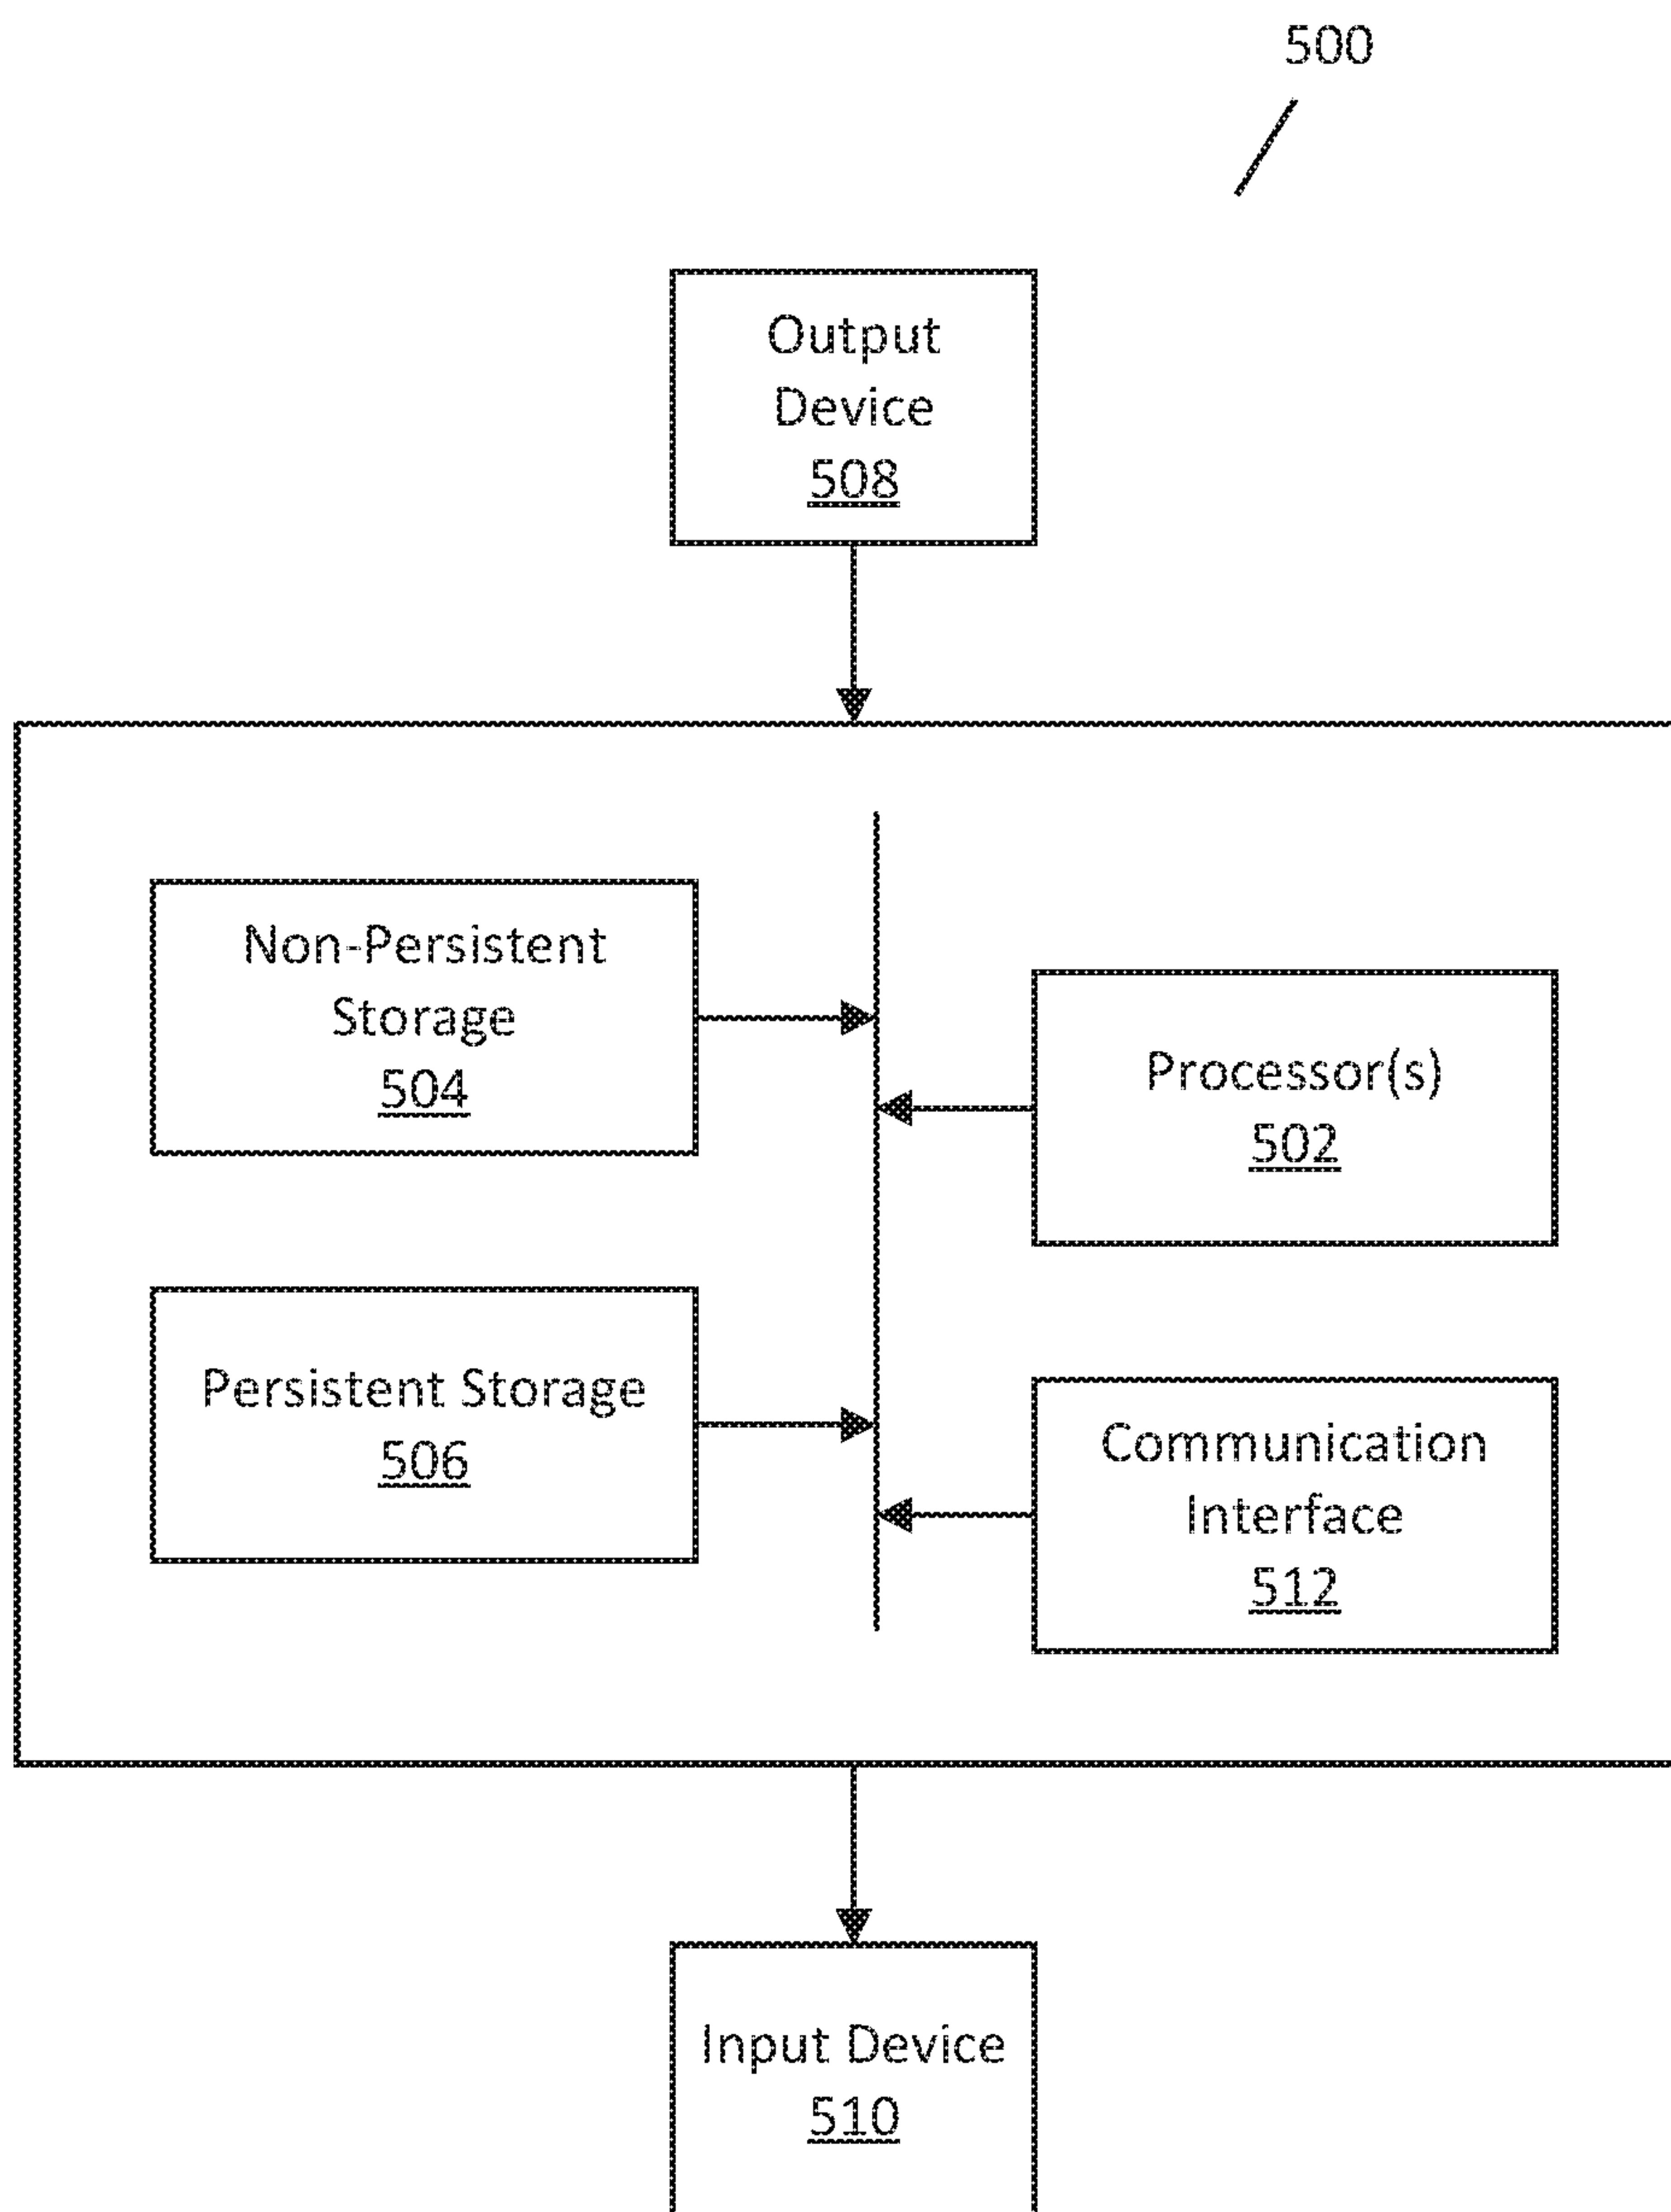 500
Output
Device
508
Non-Persistent
Storage
504
Processor(s)
502
Persistent Storage
506
Communication
Interface
512
Input Device
510